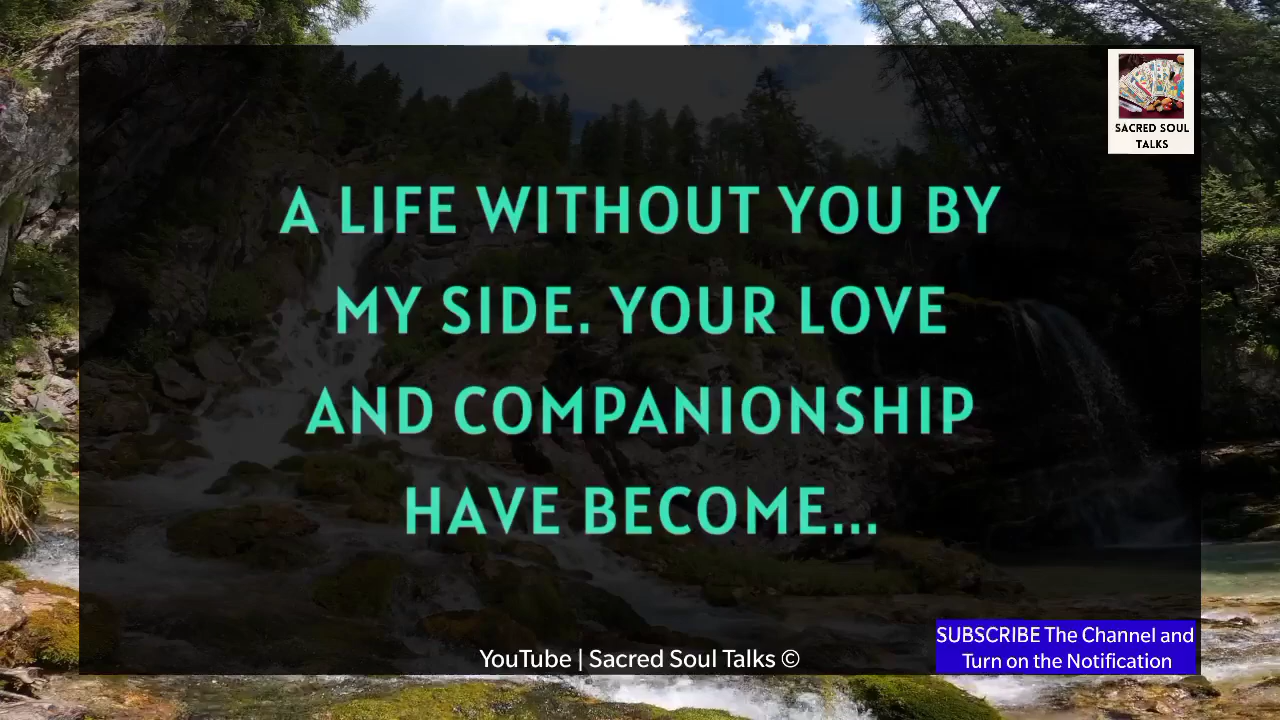 SACRED SOUL
TALKS
A LIFE WITHOUT YOU BY
MY SIDE. YOUR LOVE
AND COMPANIONSHIP
HAVE BECOME...
YouTube | Sacred Soul Talks ©
SUBSCRIBE The Channel and
Turn on the Notification